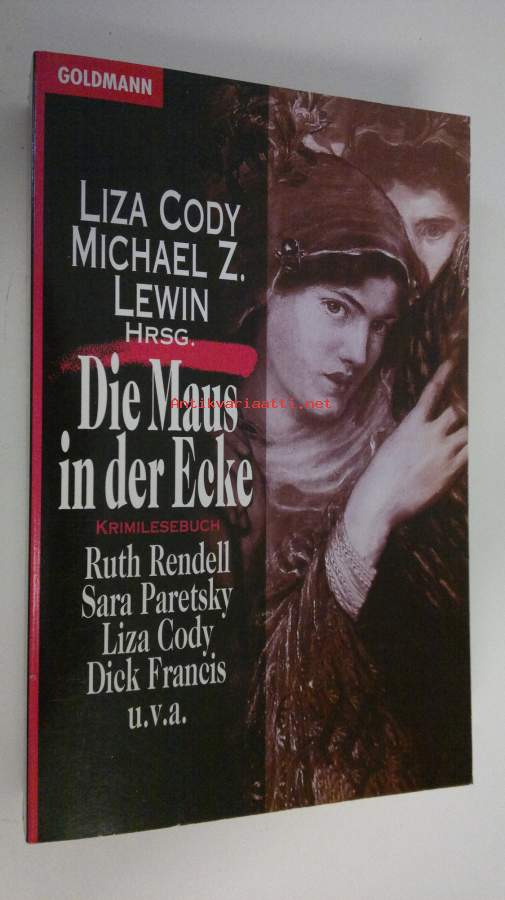 GOLDMANN
LIZA CODY
MICHAEL Z.
LEWIN
HRSG.
Die Maus
Antikvariaatti.net
in der Ecke
KRIMILESEBUCH
Ruth Rendell
Sara Paretsky
Liza Cody
Dick Francis
u.v.a.